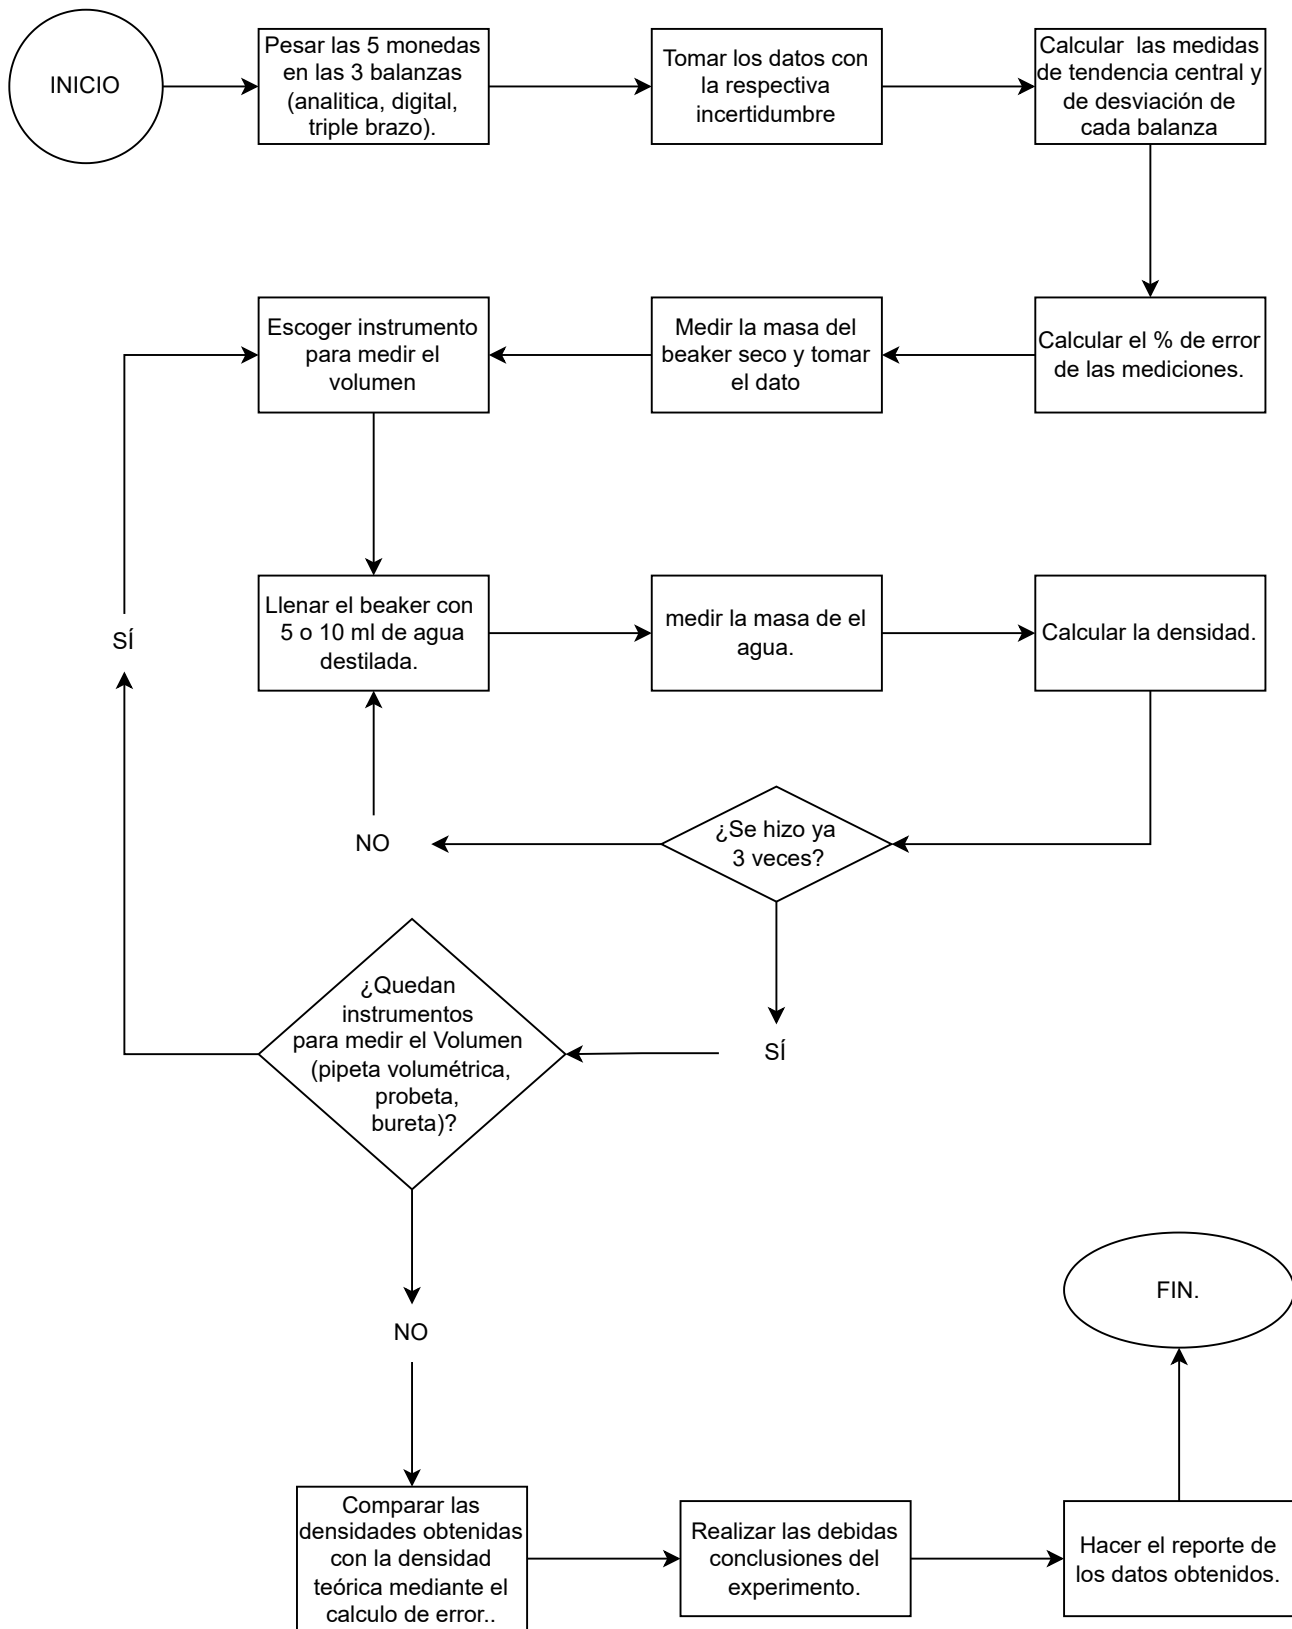 INICIO
Pesar las 5 monedas
en las 3 balanzas
(analitica, digital,
triple brazo).
Tomar los datos con
la respectiva
incertidumbre
Calcular las medidas
de tendencia central y
de desviación de
cada balanza
Calcular el % de error
de las mediciones.
Medir la masa del
beaker seco y tomar
el dato
Escoger instrumento
para medir el
volumen
Llenar el beaker con
5 o 10 ml de agua
destilada.
medir la masa de el
agua.
Calcular la densidad.
¿Se hizo ya
3 veces?
NO
SÍ
¿Quedan
instrumentos
para medir el Volumen
(pipeta volumétrica,
probeta,
bureta)?
SÍ
NO
Comparar las
densidades obtenidas
con la densidad
teórica mediante el
calculo de error..
Realizar las debidas
conclusiones del
experimento.
Hacer el reporte de
los datos obtenidos.
FIN.